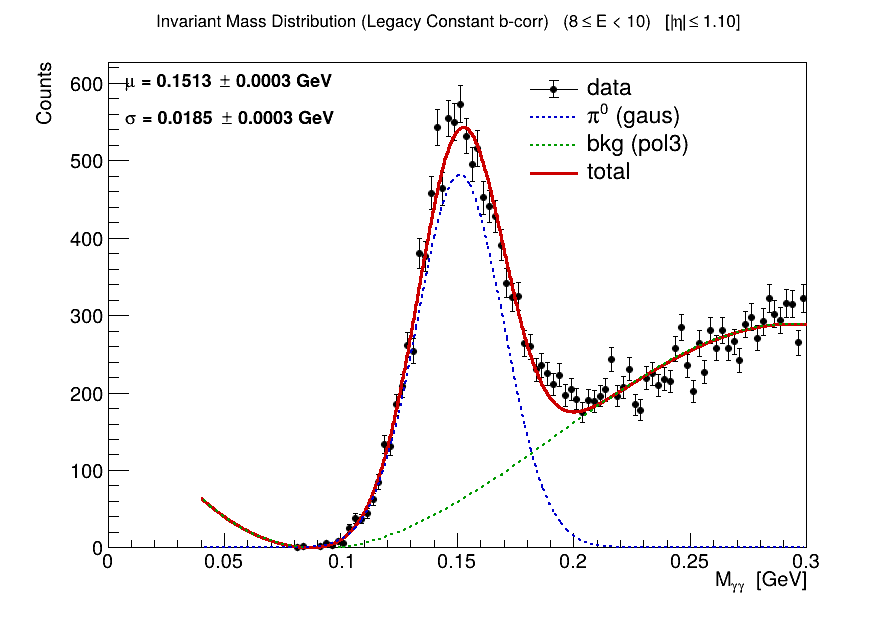 Invariant Mass Distribution (Legacy Constant b-corr) (8 ≤ E < 10) [|η| ≤ 1.10]
Counts
μ = 0.1513 ± 0.0003 GeV
σ = 0.0185 ± 0.0003 GeV
data
π⁰ (gaus)
bkg (pol3)
total
600
500
400
300
200
100
0
0 0.05 0.1 0.15 0.2 0.25 0.3
M_γγ [GeV]